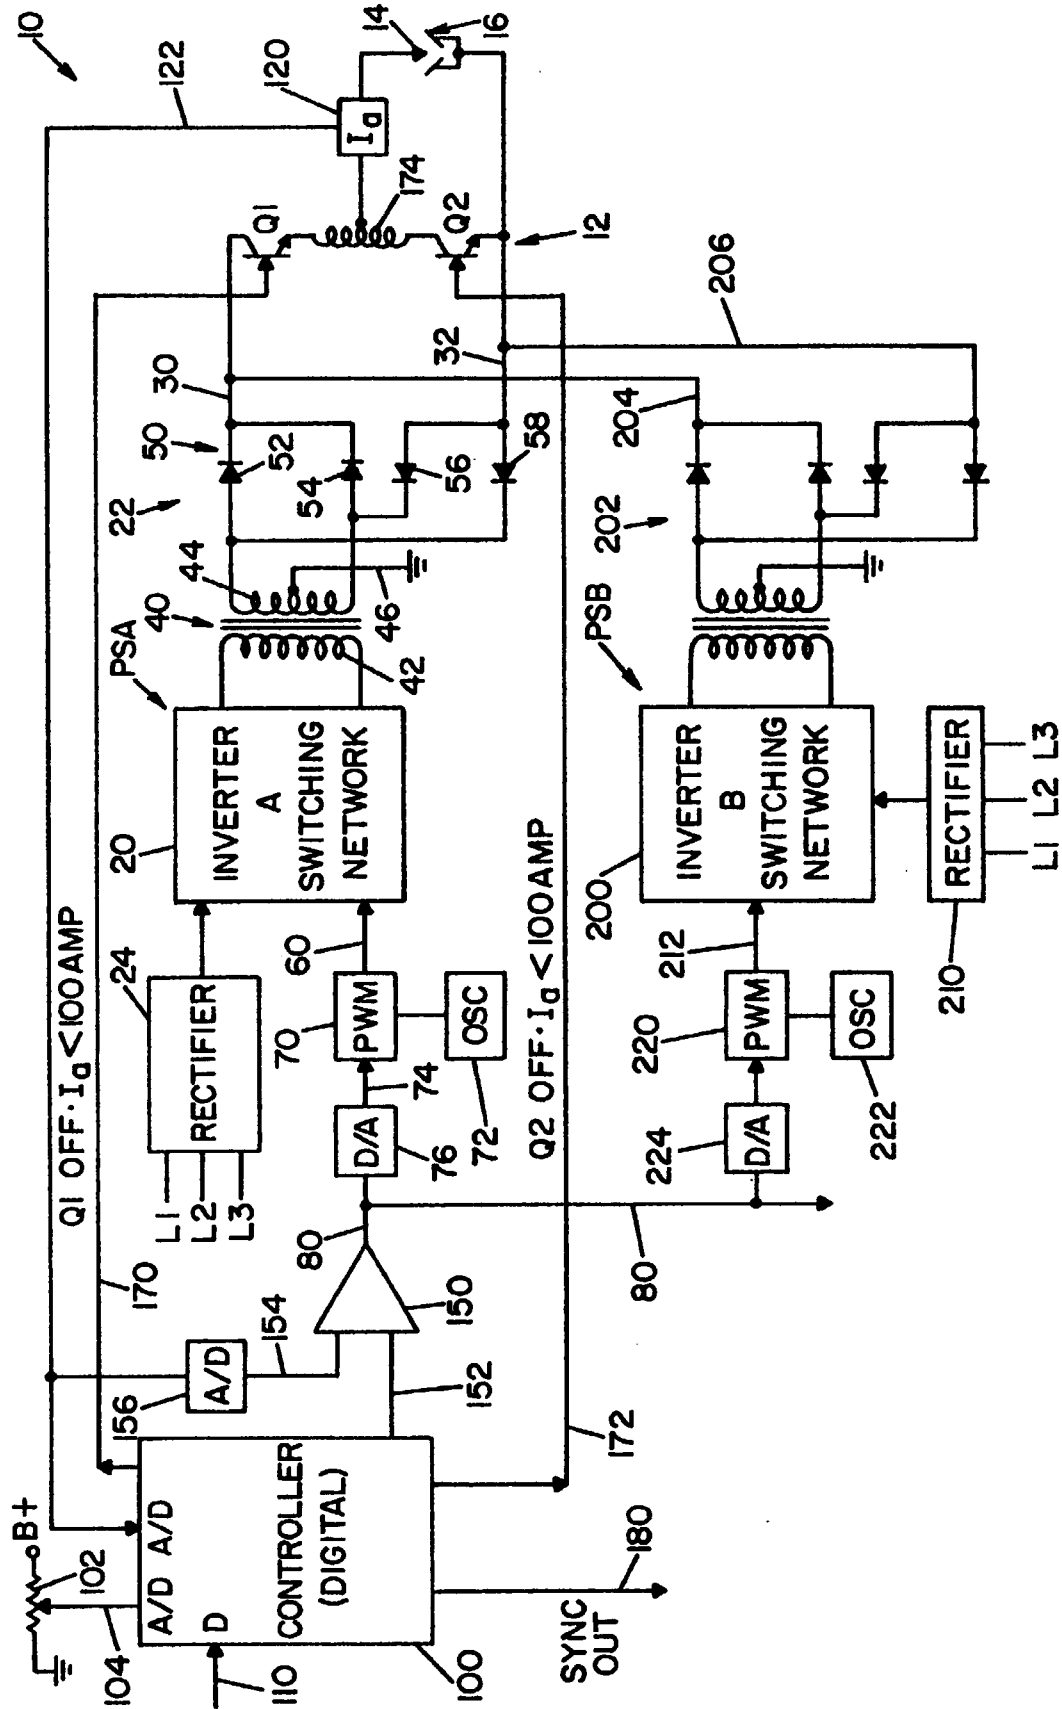 10
122
120
14
16
Ia
174
Q1
Q2
12
206
30
32
204
50
52
54
56
58
22
202
44
40
46
42
PSA
PSB
20
INVERTER
A
SWITCHING
NETWORK
200
INVERTER
B
SWITCHING
NETWORK
RECTIFIER
210
L1 L2 L3
Q1 OFF·Ia<100AMP
Q2 OFF·Ia<100AMP
24
RECTIFIER
L1
L2
L3
60
70
PWM
OSC
72
74
D/A
76
212
220
PWM
OSC
222
224
D/A
80
80
170
150
154
152
156
A/D
172
B+
102
104
A/D A/D
D
CONTROLLER
(DIGITAL)
110
100
SYNC
OUT
180